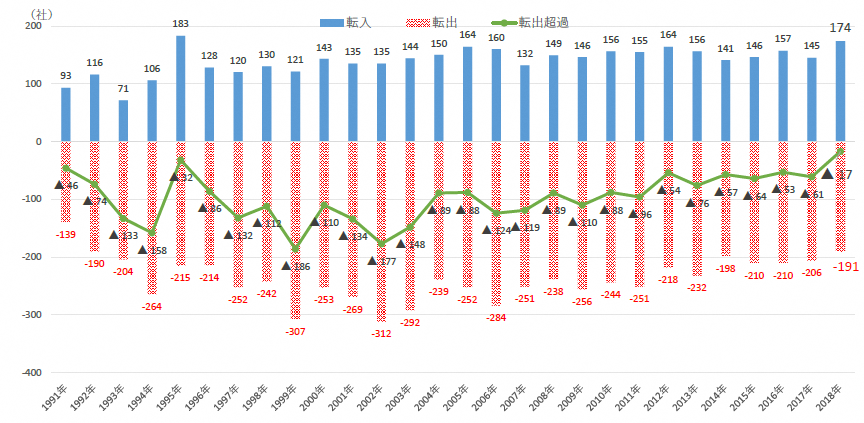 （社）
転入 転出 転出超過
200
100
0
-100
-200
-300
-400
93 116 71 106 183 128 120 130 121 143 135 135 144 150 164 160 132 149 146 156 155 164 156 141 146 157 145 174
▲46 ▲74 ▲133 ▲158 ▲32 ▲86 ▲132 ▲112 ▲186 ▲110 ▲134 ▲177 ▲148 ▲89 ▲88 ▲124 ▲119 ▲89 ▲110 ▲88 ▲96 ▲54 ▲76 ▲57 ▲64 ▲53 ▲61 ▲17
-139 -190 -204 -264 -215 -214 -252 -242 -307 -253 -269 -312 -292 -239 -252 -284 -251 -238 -256 -244 -251 -218 -232 -198 -210 -210 -206 -191
1991年 1992年 1993年 1994年 1995年 1996年 1997年 1998年 1999年 2000年 2001年 2002年 2003年 2004年 2005年 2006年 2007年 2008年 2009年 2010年 2011年 2012年 2013年 2014年 2015年 2016年 2017年 2018年